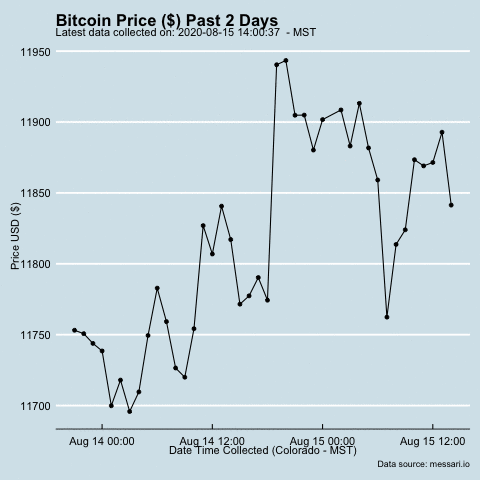 Bitcoin Price ($) Past 2 Days
Latest data collected on: 2020-08-15 14:00:37  - MST
11950
11900
11850
11800
11750
11700
Price USD ($)
Aug 14 00:00 Aug 14 12:00 Aug 15 00:00 Aug 15 12:00
Date Time Collected (Colorado - MST)
Data source: messari.io